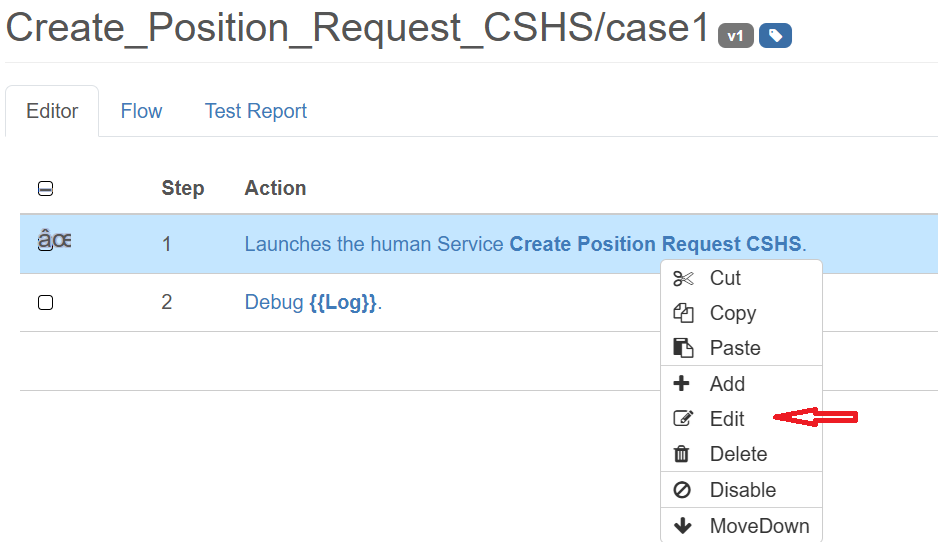 Create_Position_Request_CSHS/case1 v1
Editor Flow Test Report
Step Action
âœ 1 Launches the human Service Create Position Request CSHS.
2 Debug {{Log}}.
Cut
Copy
Paste
Add
Edit
Delete
Disable
MoveDown